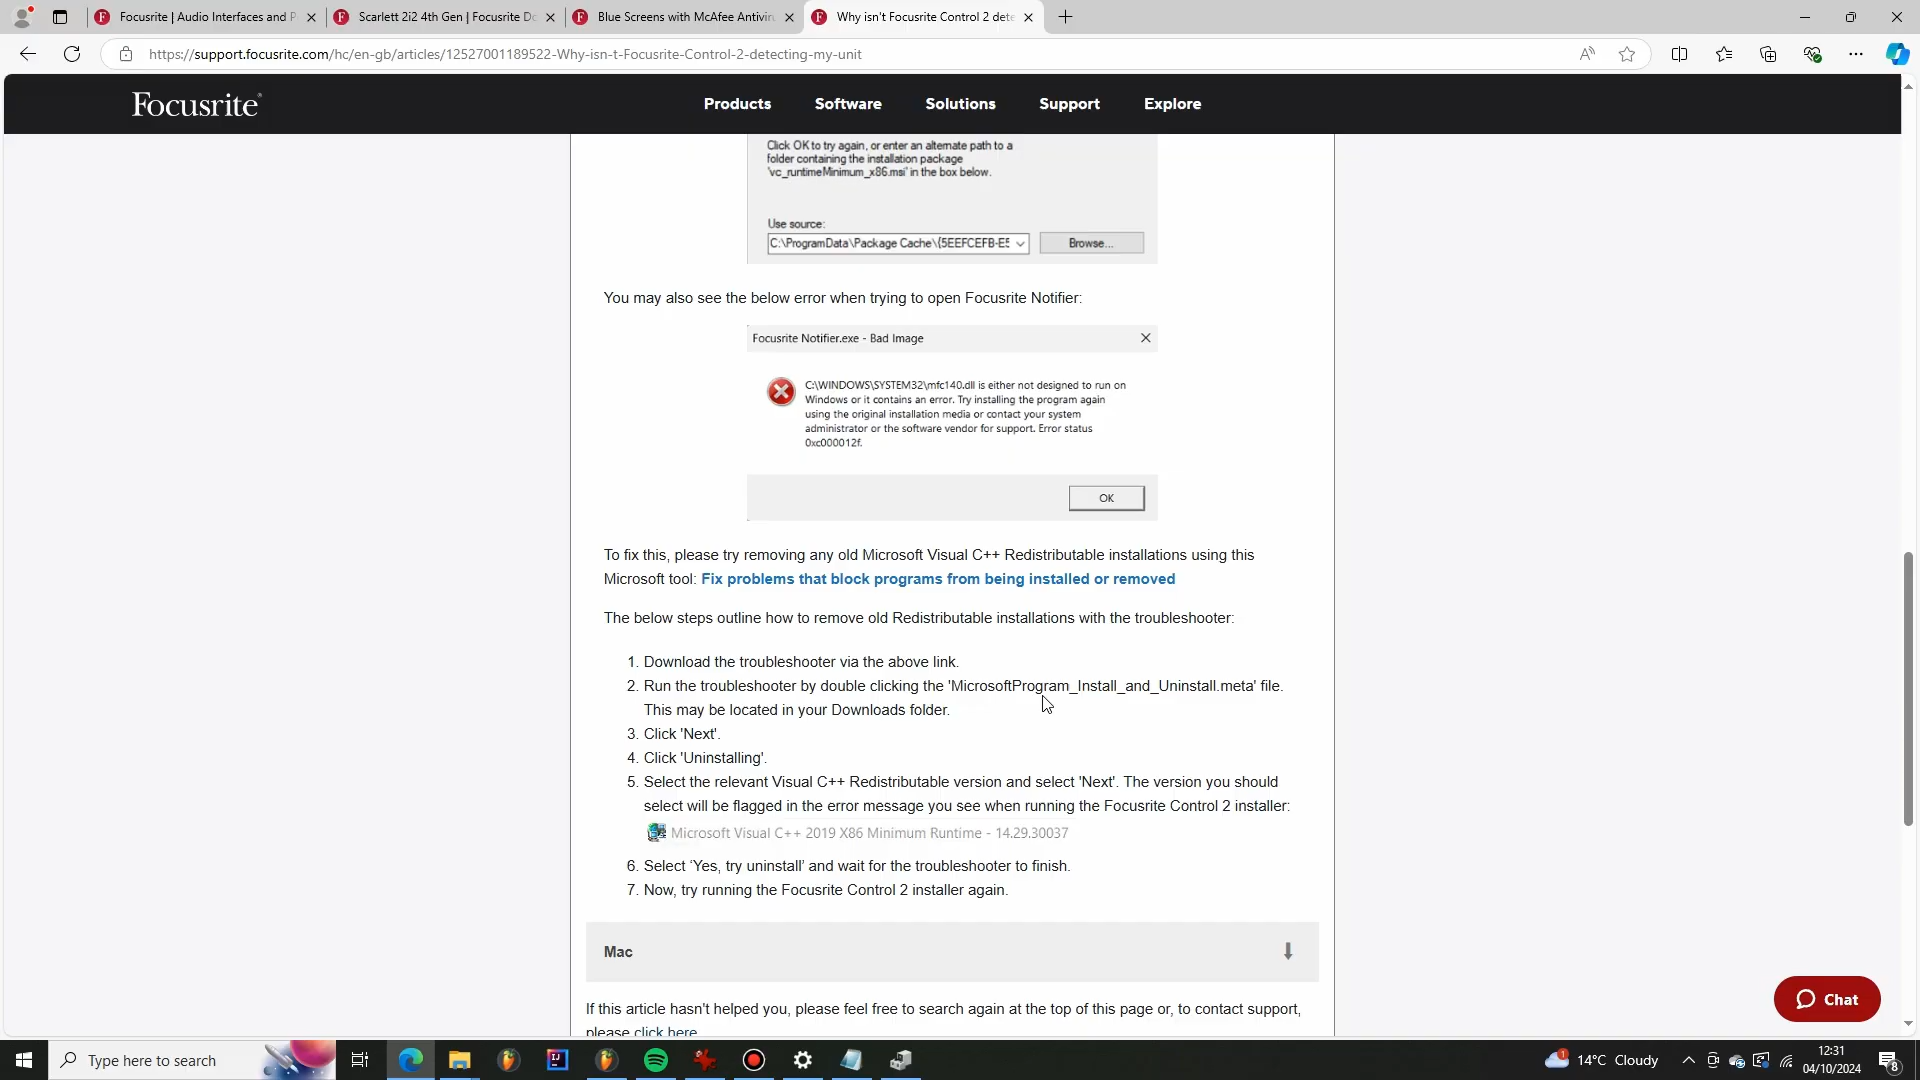 Focusrite | Audio Interfaces and P
Scarlett 2i2 4th Gen | Focusrite Do
Blue Screens with McAfee Antivir
Why isn't Focusrite Control 2 dete
https://support.focusrite.com/hc/en-gb/articles/12527001189522-Why-isn-t-Focusrite-Control-2-detecting-my-unit
Focusrite
Products
Software
Solutions
Support
Explore
Click OK to try again, or enter an alternate path to a
folder containing the installation package
'vc_runtimeMinimum_x86.msi' in the box below.
Use source:
C:\ProgramData\Package Cache\{5EEFCEFB-E5
Browse...
You may also see the below error when trying to open Focusrite Notifier:
Focusrite Notifier.exe - Bad Image
C:\WINDOWS\SYSTEM32\mfc140.dll is either not designed to run on
Windows or it contains an error. Try installing the program again
using the original installation media or contact your system
administrator or the software vendor for support. Error status
0xc000012f.
OK
To fix this, please try removing any old Microsoft Visual C++ Redistributable installations using this
Microsoft tool: Fix problems that block programs from being installed or removed
The below steps outline how to remove old Redistributable installations with the troubleshooter:
1. Download the troubleshooter via the above link.
2. Run the troubleshooter by double clicking the 'MicrosoftProgram_Install_and_Uninstall.meta' file.
This may be located in your Downloads folder.
3. Click 'Next'.
4. Click 'Uninstalling'.
5. Select the relevant Visual C++ Redistributable version and select 'Next'. The version you should
select will be flagged in the error message you see when running the Focusrite Control 2 installer:
Microsoft Visual C++ 2019 X86 Minimum Runtime - 14.29.30037
6. Select ‘Yes, try uninstall’ and wait for the troubleshooter to finish.
7. Now, try running the Focusrite Control 2 installer again.
Mac
If this article hasn't helped you, please feel free to search again at the top of this page or, to contact support,
please click here
Chat
Type here to search
14°C Cloudy
12:31
04/10/2024
8